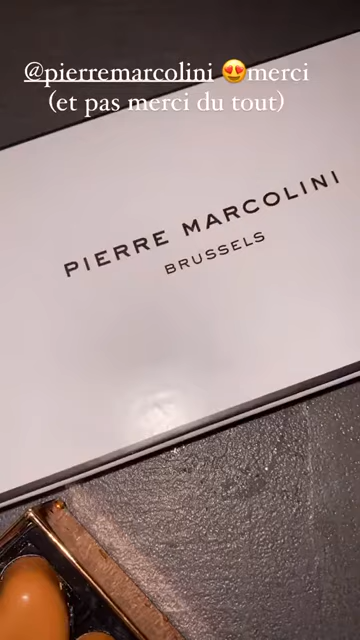 @pierremarcolini 😍merci
(et pas merci du tout)
PIERRE MARCOLINI
BRUSSELS